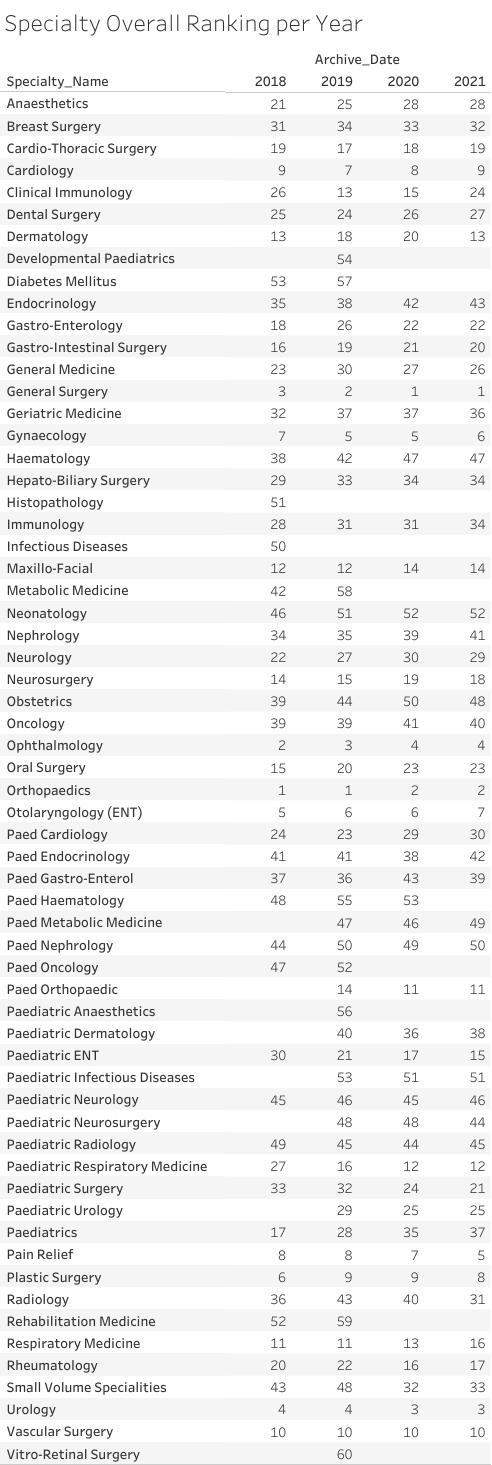 Specialty Overall Ranking per Year
Archive_Date
Specialty_Name 2018 2019 2020 2021
Anaesthetics 21 25 28 28
Breast Surgery 31 34 33 32
Cardio-Thoracic Surgery 19 17 18 19
Cardiology 9 7 8 9
Clinical Immunology 26 13 15 24
Dental Surgery 25 24 26 27
Dermatology 13 18 20 13
Developmental Paediatrics 54
Diabetes Mellitus 53 57
Endocrinology 35 38 42 43
Gastro-Enterology 18 26 22 22
Gastro-Intestinal Surgery 16 19 21 20
General Medicine 23 30 27 26
General Surgery 3 2 1 1
Geriatric Medicine 32 37 37 36
Gynaecology 7 5 5 6
Haematology 38 42 47 47
Hepato-Biliary Surgery 29 33 34 34
Histopathology 51
Immunology 28 31 31 34
Infectious Diseases 50
Maxillo-Facial 12 12 14 14
Metabolic Medicine 42 58
Neonatology 46 51 52 52
Nephrology 34 35 39 41
Neurology 22 27 30 29
Neurosurgery 14 15 19 18
Obstetrics 39 44 50 48
Oncology 39 39 41 40
Ophthalmology 2 3 4 4
Oral Surgery 15 20 23 23
Orthopaedics 1 1 2 2
Otolaryngology (ENT) 5 6 6 7
Paed Cardiology 24 23 29 30
Paed Endocrinology 41 41 38 42
Paed Gastro-Enterol 37 36 43 39
Paed Haematology 48 55 53
Paed Metabolic Medicine 47 46 49
Paed Nephrology 44 50 49 50
Paed Oncology 47 52
Paed Orthopaedic 14 11 11
Paediatric Anaesthetics 56
Paediatric Dermatology 40 36 38
Paediatric ENT 30 21 17 15
Paediatric Infectious Diseases 53 51 51
Paediatric Neurology 45 46 45 46
Paediatric Neurosurgery 48 48 44
Paediatric Radiology 49 45 44 45
Paediatric Respiratory Medicine 27 16 12 12
Paediatric Surgery 33 32 24 21
Paediatric Urology 29 25 25
Paediatrics 17 28 35 37
Pain Relief 8 8 7 5
Plastic Surgery 6 9 9 8
Radiology 36 43 40 31
Rehabilitation Medicine 52 59
Respiratory Medicine 11 11 13 16
Rheumatology 20 22 16 17
Small Volume Specialities 43 48 32 33
Urology 4 4 3 3
Vascular Surgery 10 10 10 10
Vitro-Retinal Surgery 60